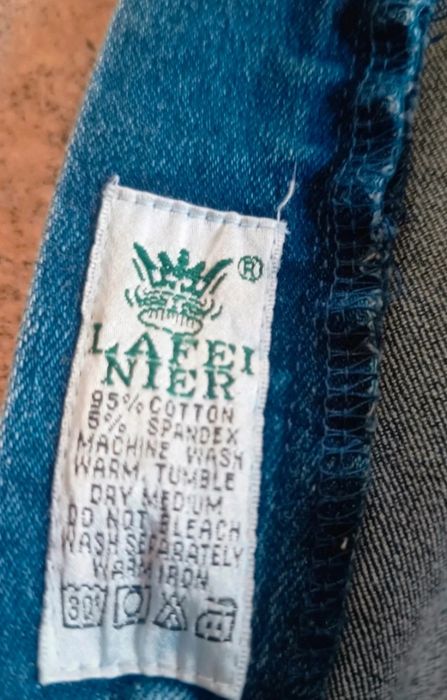 ®
LAFEI
NIER
95% COTTON
5% SPANDEX
MACHINE WASH
WARM, TUMBLE
DRY MEDIUM
DO NOT BLEACH
WASH SEPARATELY
WARM IRON
30°